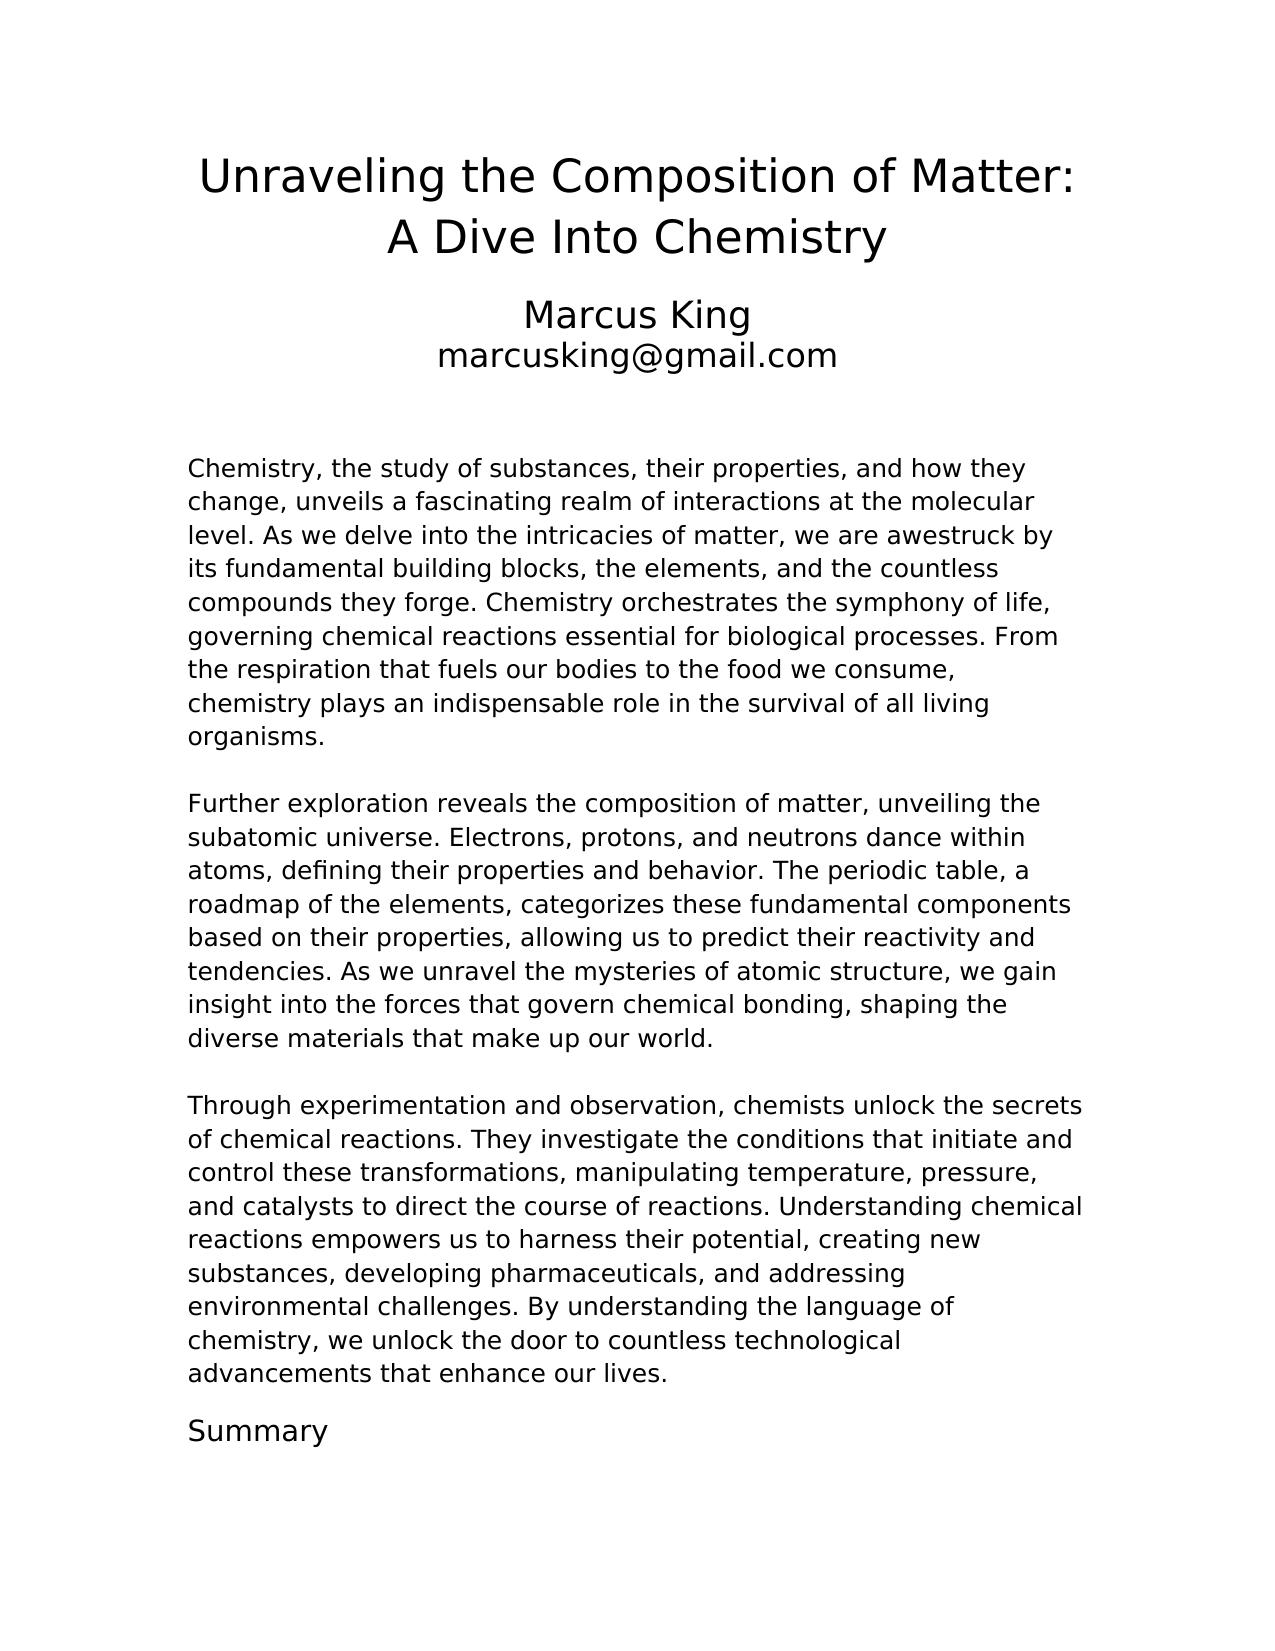 Unraveling the Composition of Matter:
A Dive Into Chemistry
Marcus King
marcusking@gmail.com
Chemistry, the study of substances, their properties, and how they
change, unveils a fascinating realm of interactions at the molecular
level. As we delve into the intricacies of matter, we are awestruck by
its fundamental building blocks, the elements, and the countless
compounds they forge. Chemistry orchestrates the symphony of life,
governing chemical reactions essential for biological processes. From
the respiration that fuels our bodies to the food we consume,
chemistry plays an indispensable role in the survival of all living
organisms.
Further exploration reveals the composition of matter, unveiling the
subatomic universe. Electrons, protons, and neutrons dance within
atoms, defining their properties and behavior. The periodic table, a
roadmap of the elements, categorizes these fundamental components
based on their properties, allowing us to predict their reactivity and
tendencies. As we unravel the mysteries of atomic structure, we gain
insight into the forces that govern chemical bonding, shaping the
diverse materials that make up our world.
Through experimentation and observation, chemists unlock the secrets
of chemical reactions. They investigate the conditions that initiate and
control these transformations, manipulating temperature, pressure,
and catalysts to direct the course of reactions. Understanding chemical
reactions empowers us to harness their potential, creating new
substances, developing pharmaceuticals, and addressing
environmental challenges. By understanding the language of
chemistry, we unlock the door to countless technological
advancements that enhance our lives.
Summary